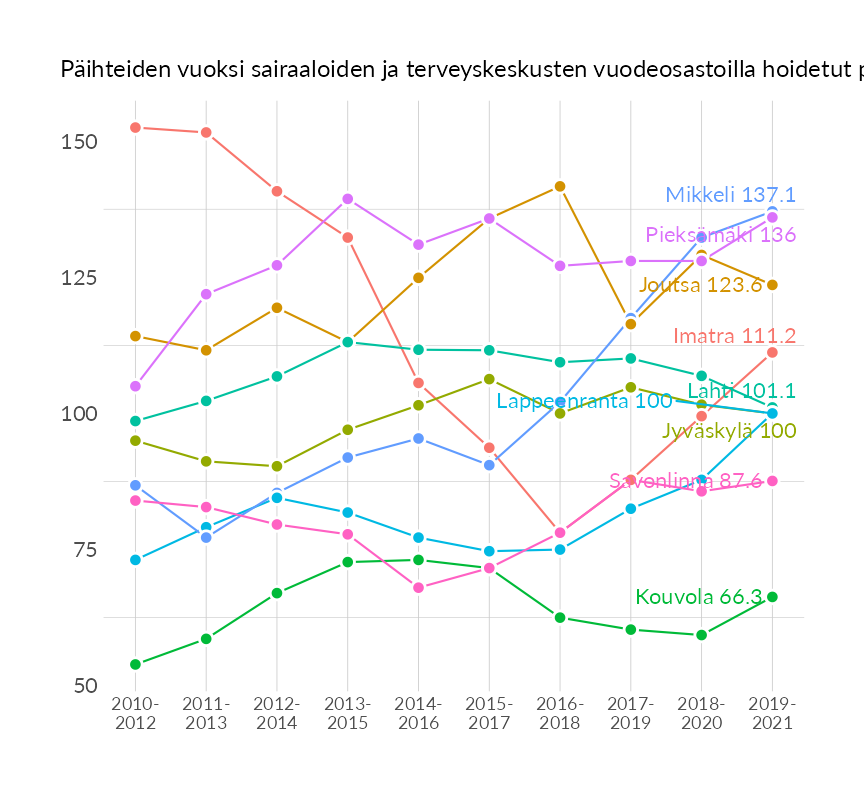 Päihteiden vuoksi sairaaloiden ja terveyskeskusten vuodeosastoilla hoidetut
150
125
100
75
50
Mikkeli 137.1
Pieksämäki 136
Joutsa 123.6
Imatra 111.2
Lahti 101.1
Lappeenranta 100
Jyväskylä 100
Savonlinna 87.6
Kouvola 66.3
2010- 2011- 2012- 2013- 2014- 2015- 2016- 2017- 2018- 2019-
2012 2013 2014 2015 2016 2017 2018 2019 2020 2021